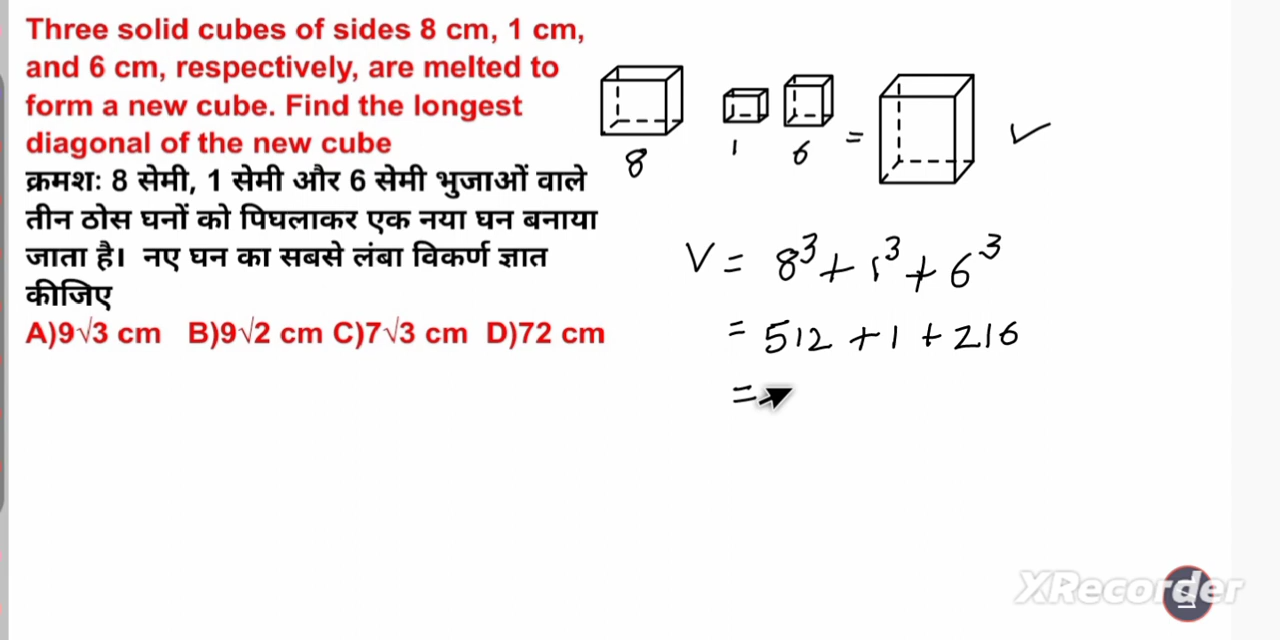 Three solid cubes of sides 8 cm, 1 cm,
and 6 cm, respectively, are melted to
form a new cube. Find the longest
diagonal of the new cube
क्रमशः 8 सेमी, 1 सेमी और 6 सेमी भुजाओं वाले
तीन ठोस घनों को पिघलाकर एक नया घन बनाया
जाता है। नए घन का सबसे लंबा विकर्ण ज्ञात
कीजिए
A)9√3 cm B)9√2 cm C)7√3 cm D)72 cm
8 1 6 =
V = 8³ + 1³ + 6³
= 512 + 1 + 216
=
XRecorder